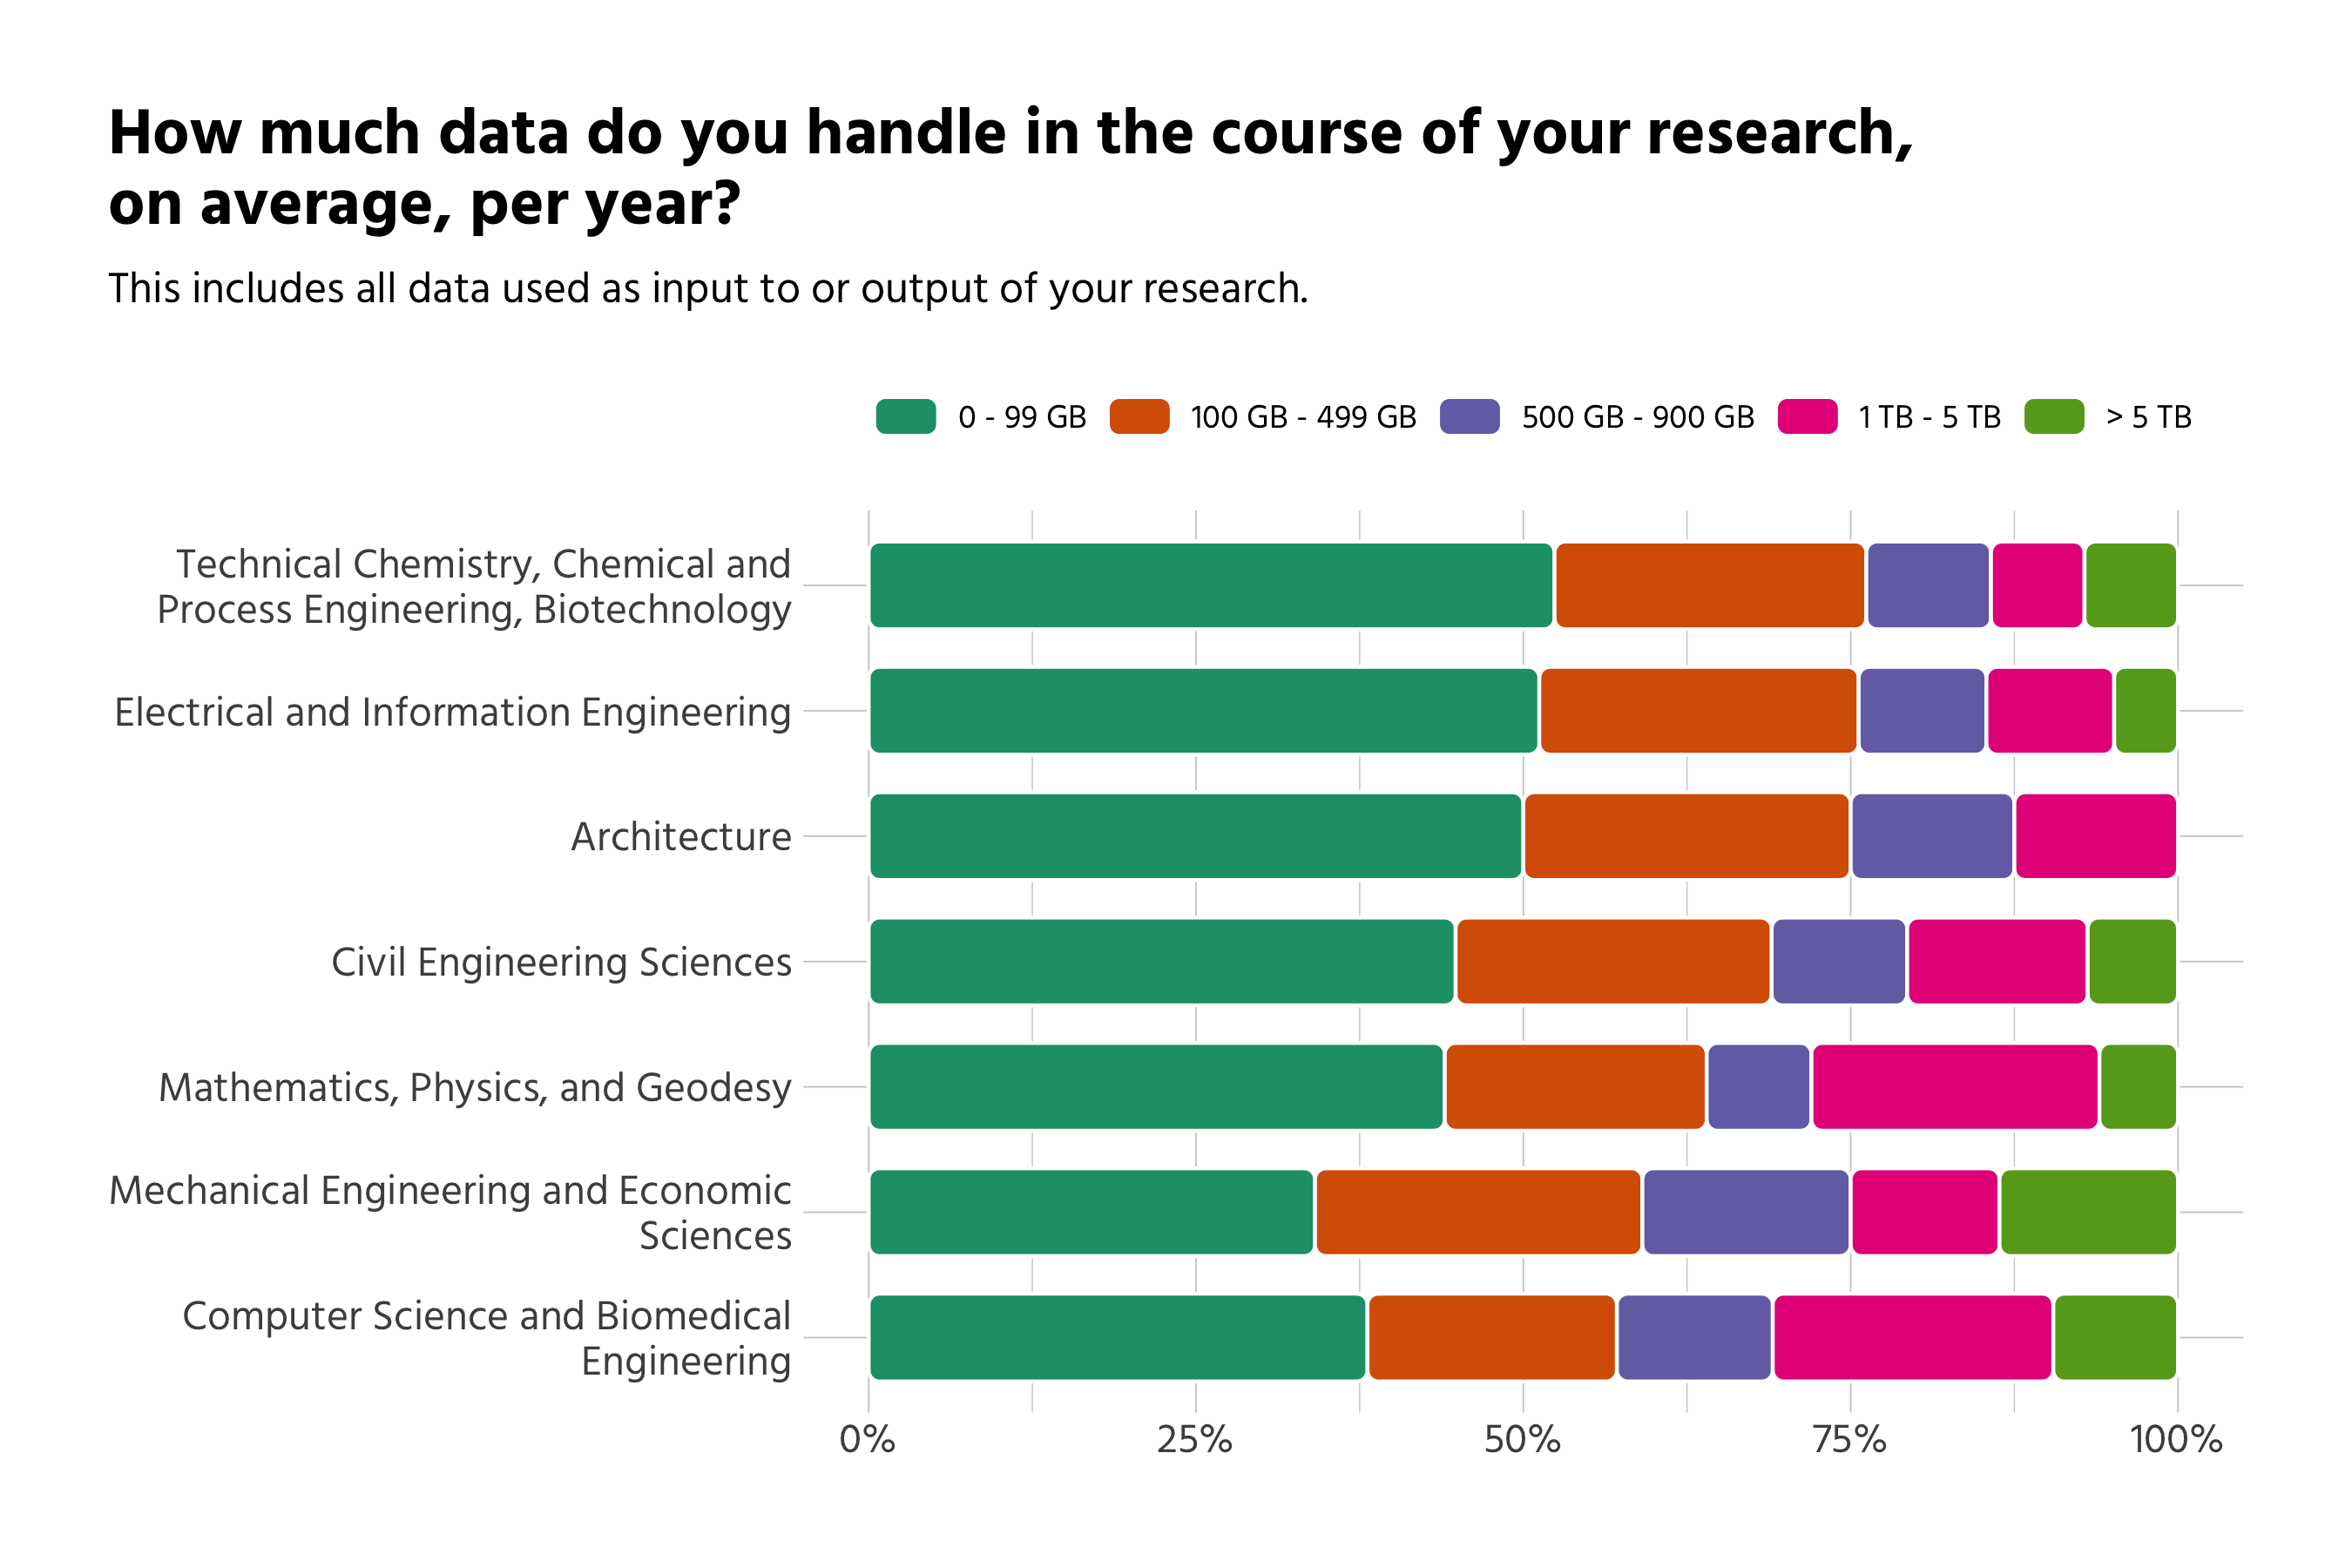 How much data do you handle in the course of your research,
on average, per year?
This includes all data used as input to or output of your research.
0 - 99 GB 100 GB - 499 GB 500 GB - 900 GB 1 TB - 5 TB > 5 TB
Technical Chemistry, Chemical and
Process Engineering, Biotechnology
Electrical and Information Engineering
Architecture
Civil Engineering Sciences
Mathematics, Physics, and Geodesy
Mechanical Engineering and Economic
Sciences
Computer Science and Biomedical
Engineering
0% 25% 50% 75% 100%